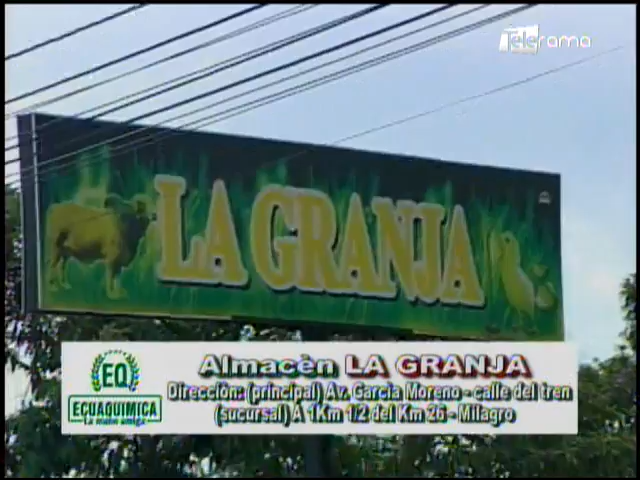 Telerama
LA GRANJA
Almacèn LA GRANJA
EQ
Dirección: (principal) Av. Garcia Moreno - calle del tren
ECUAQUIMICA
(sucursal) A 1Km 1/2 del Km 26 - Milagro
La mano amiga